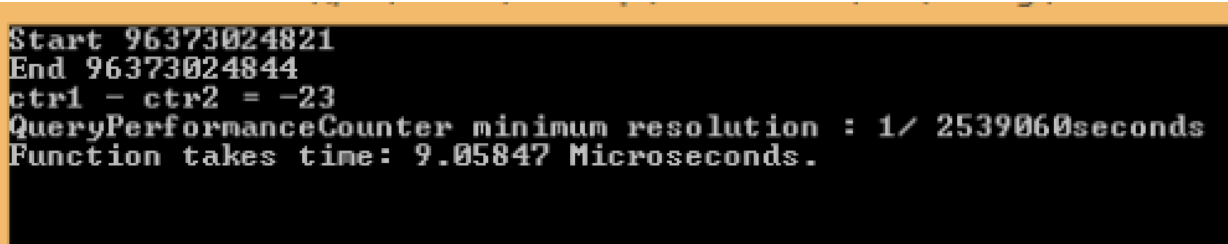 Start 96373024821
End 96373024844
ctr1 - ctr2 = -23
QueryPerformanceCounter minimum resolution : 1/ 2539060seconds
Function takes time: 9.05847 Microseconds.